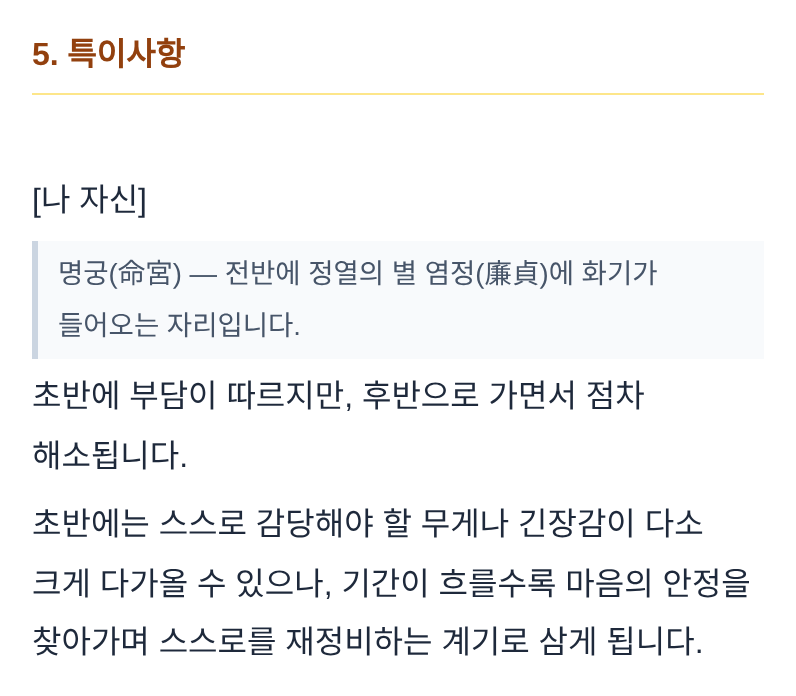 5. 특이사항
[나 자신]
명궁(命宮) — 전반에 정열의 별 염정(廉貞)에 화기가
들어오는 자리입니다.
초반에 부담이 따르지만, 후반으로 가면서 점차
해소됩니다.
초반에는 스스로 감당해야 할 무게나 긴장감이 다소
크게 다가올 수 있으나, 기간이 흐를수록 마음의 안정을
찾아가며 스스로를 재정비하는 계기로 삼게 됩니다.